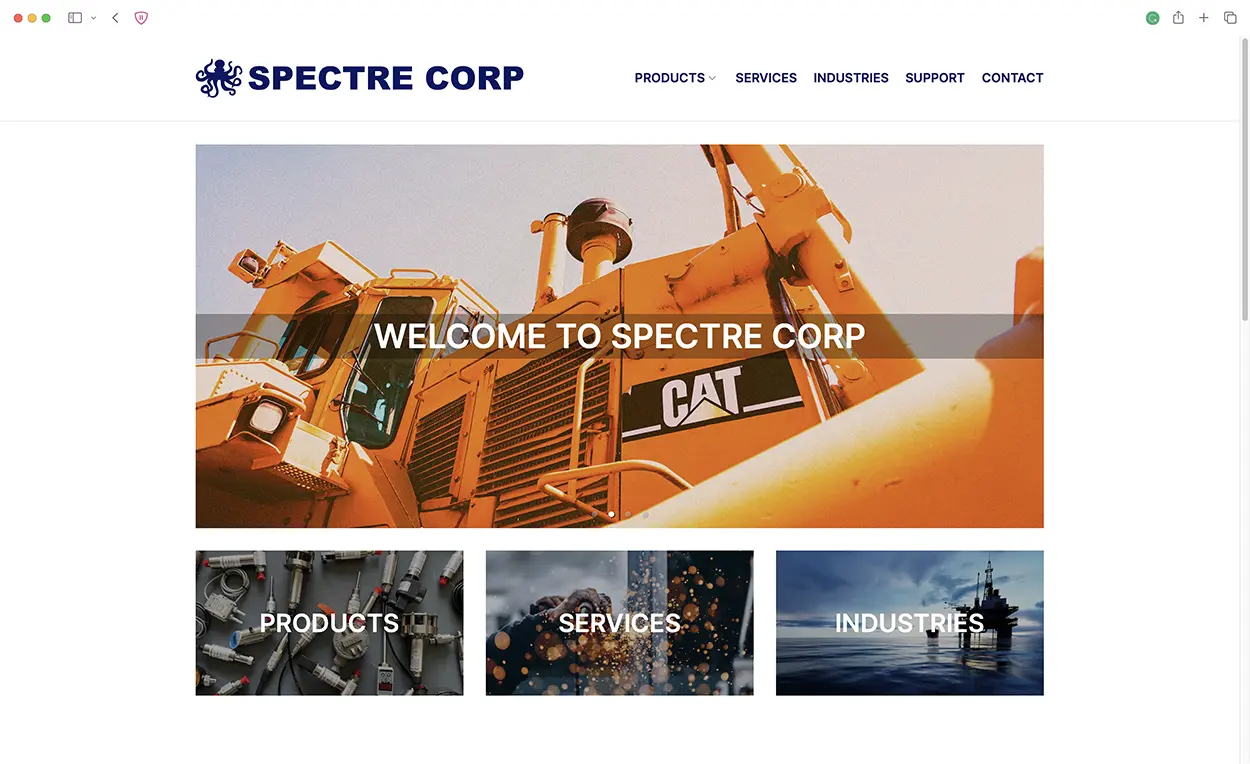 SPECTRE CORP
PRODUCTS SERVICES INDUSTRIES SUPPORT CONTACT
WELCOME TO SPECTRE CORP
CAT
PRODUCTS SERVICES INDUSTRIES